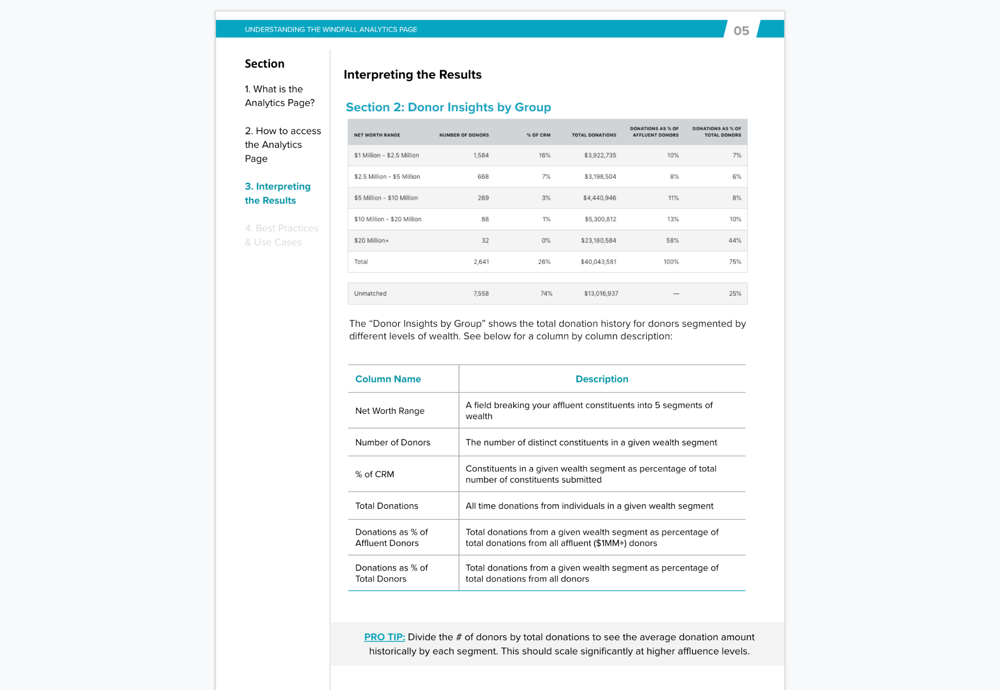 UNDERSTANDING THE WINDFALL ANALYTICS PAGE
05
Section
1. What is the
Analytics Page?
2. How to access
the Analytics
Page
3. Interpreting
the Results
4. Best Practices
& Use Cases
Interpreting the Results
Section 2: Donor Insights by Group
NET WORTH RANGE NUMBER OF DONORS % OF CRM TOTAL DONATIONS DONATIONS AS % OF AFFLUENT DONORS DONATIONS AS % OF TOTAL DONORS
$1 Million - $2.5 Million 1,584 16% $3,922,735 10% 7%
$2.5 Million - $5 Million 668 7% $3,198,504 8% 6%
$5 Million - $10 Million 269 3% $4,440,946 11% 8%
$10 Million - $20 Million 88 1% $5,300,812 13% 10%
$20 Million+ 32 0% $23,180,584 58% 44%
Total 2,641 26% $40,043,581 100% 75%
Unmatched 7,558 74% $13,016,937 — 25%
The “Donor Insights by Group” shows the total donation history for donors segmented by
different levels of wealth. See below for a column by column description:
Column Name Description
Net Worth Range
A field breaking your affluent constituents into 5 segments of
wealth
Number of Donors The number of distinct constituents in a given wealth segment
% of CRM
Constituents in a given wealth segment as percentage of total
number of constituents submitted
Total Donations All time donations from individuals in a given wealth segment
Donations as % of
Affluent Donors
Total donations from a given wealth segment as percentage of
total donations from all affluent ($1MM+) donors
Donations as % of
Total Donors
Total donations from a given wealth segment as percentage of
total donations from all donors
PRO TIP: Divide the # of donors by total donations to see the average donation amount
historically by each segment. This should scale significantly at higher affluence levels.